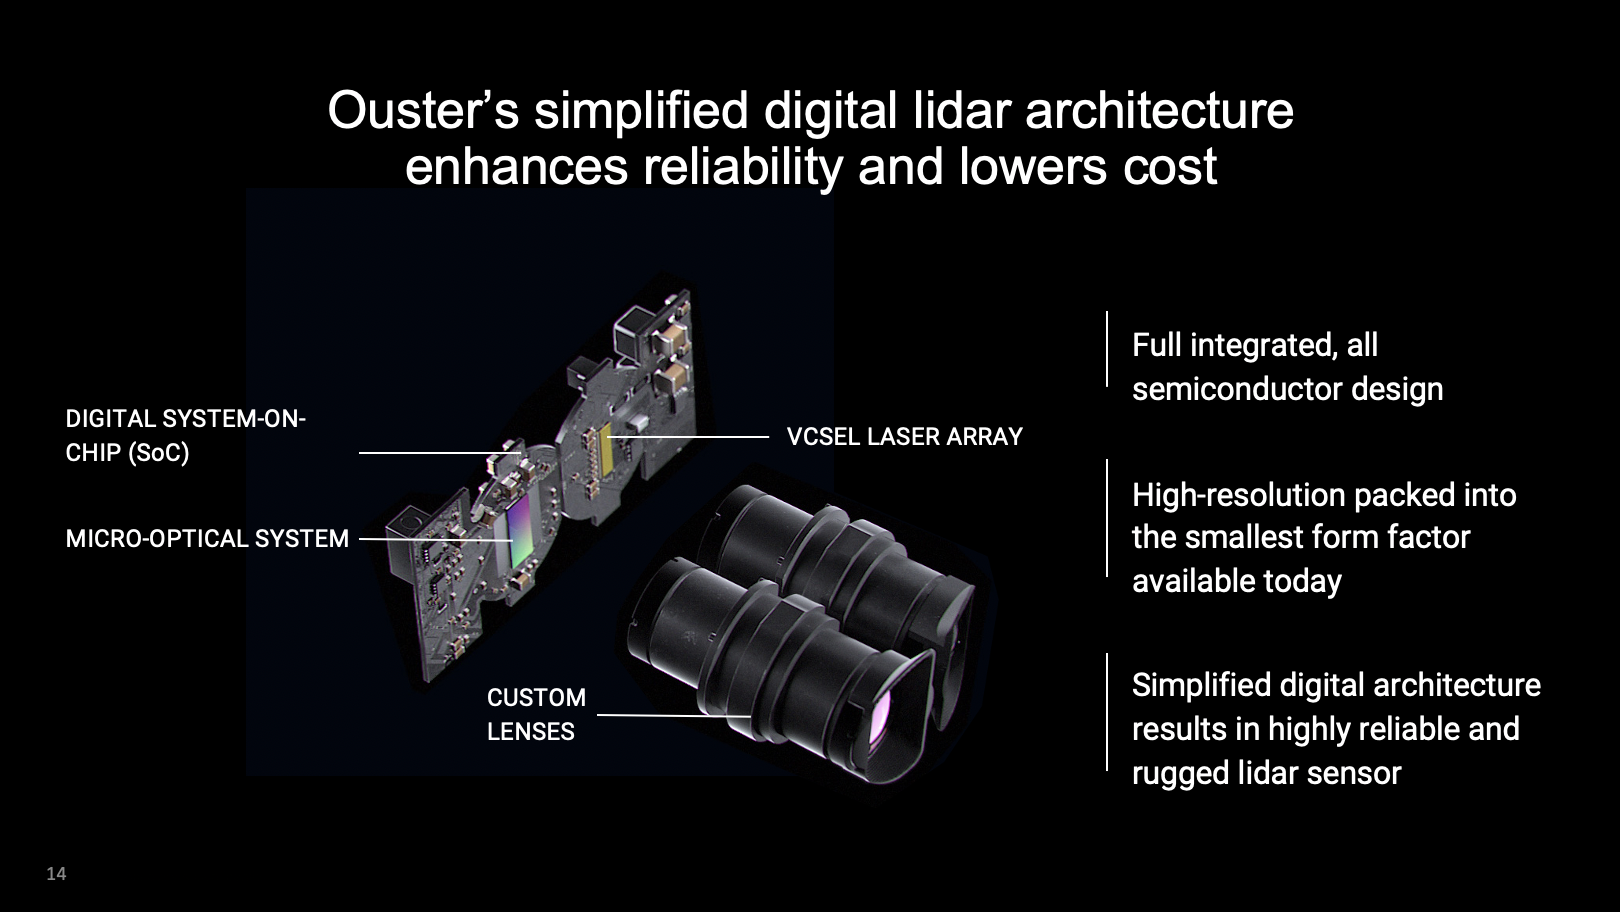 Ouster’s simplified digital lidar architecture
enhances reliability and lowers cost
DIGITAL SYSTEM-ON-
CHIP (SoC)
MICRO-OPTICAL SYSTEM
VCSEL LASER ARRAY
CUSTOM
LENSES
Full integrated, all
semiconductor design
High-resolution packed into
the smallest form factor
available today
Simplified digital architecture
results in highly reliable and
rugged lidar sensor
14